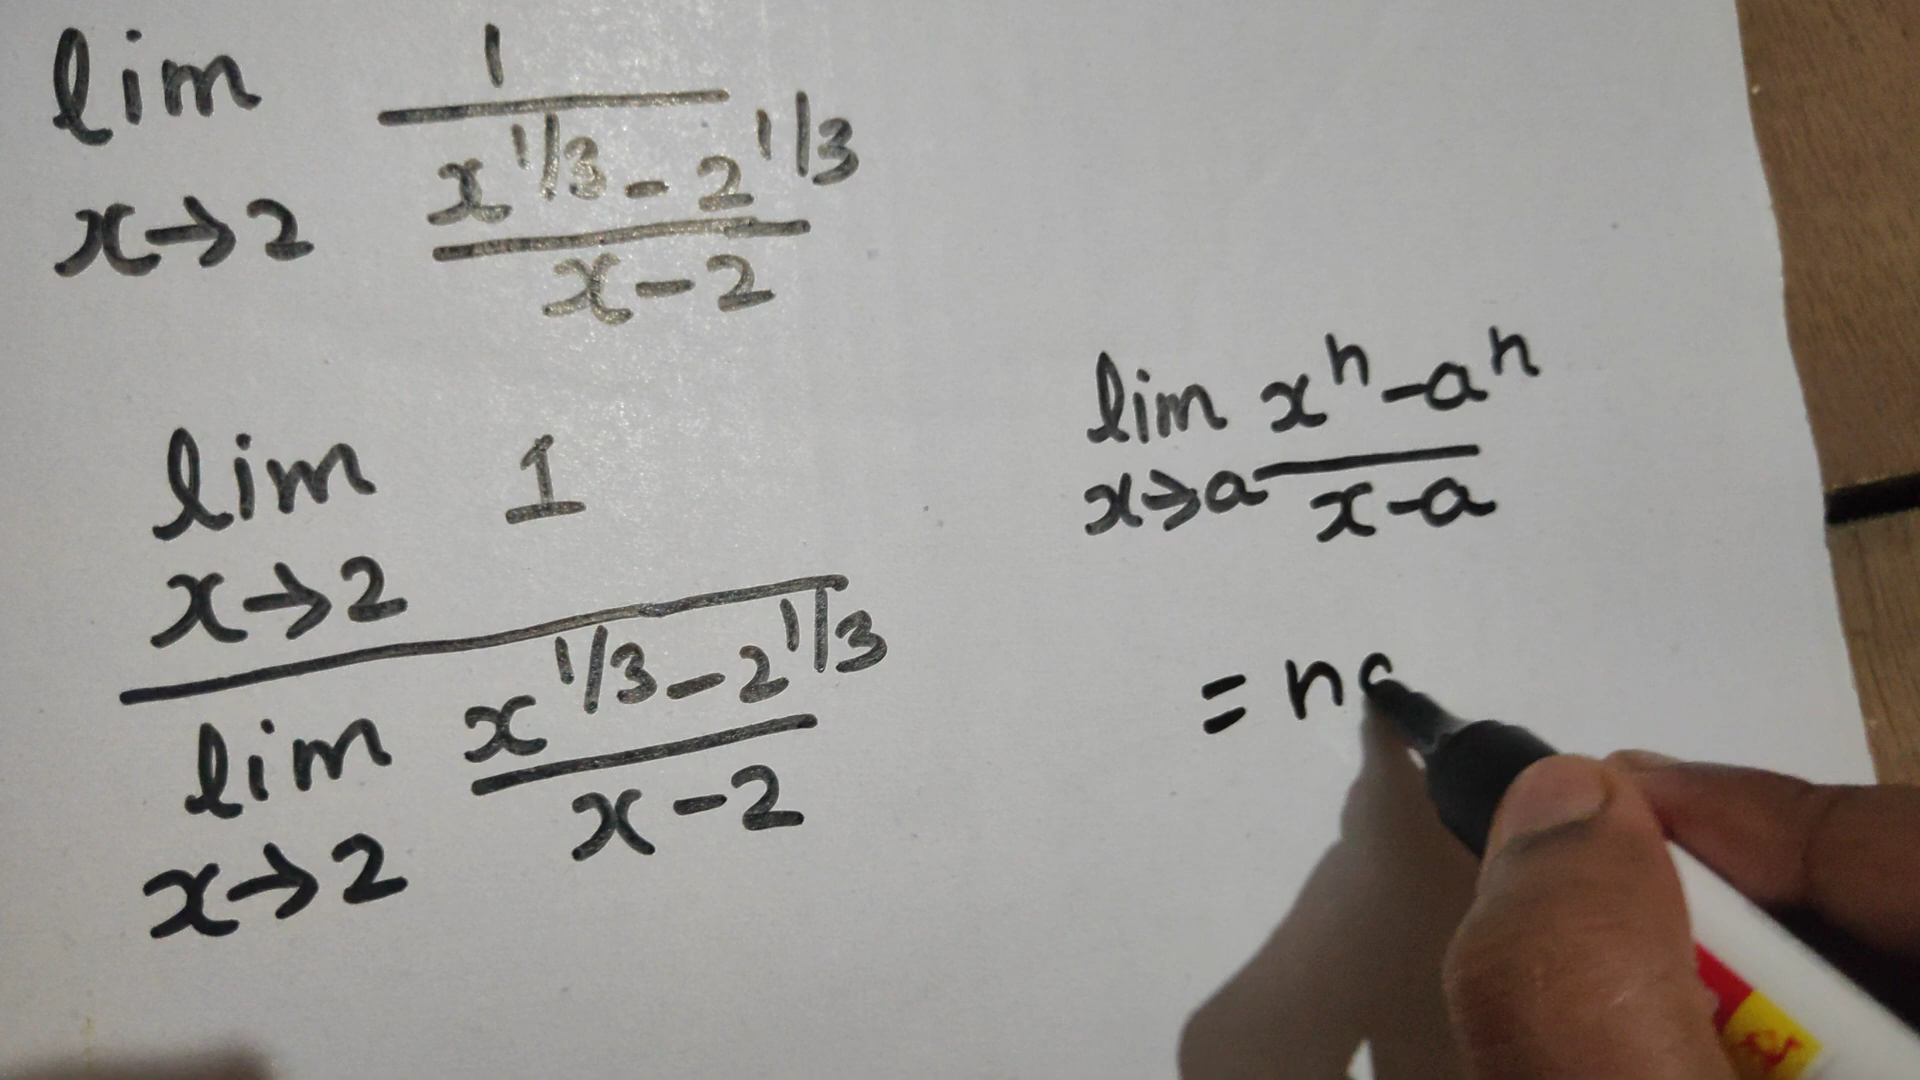 lim 1
x→2 x^1/3 - 2^1/3
x - 2
lim 1
x→2
lim x^1/3 - 2^1/3
x→2 x - 2
lim x^n - a^n
x→a x - a
= na